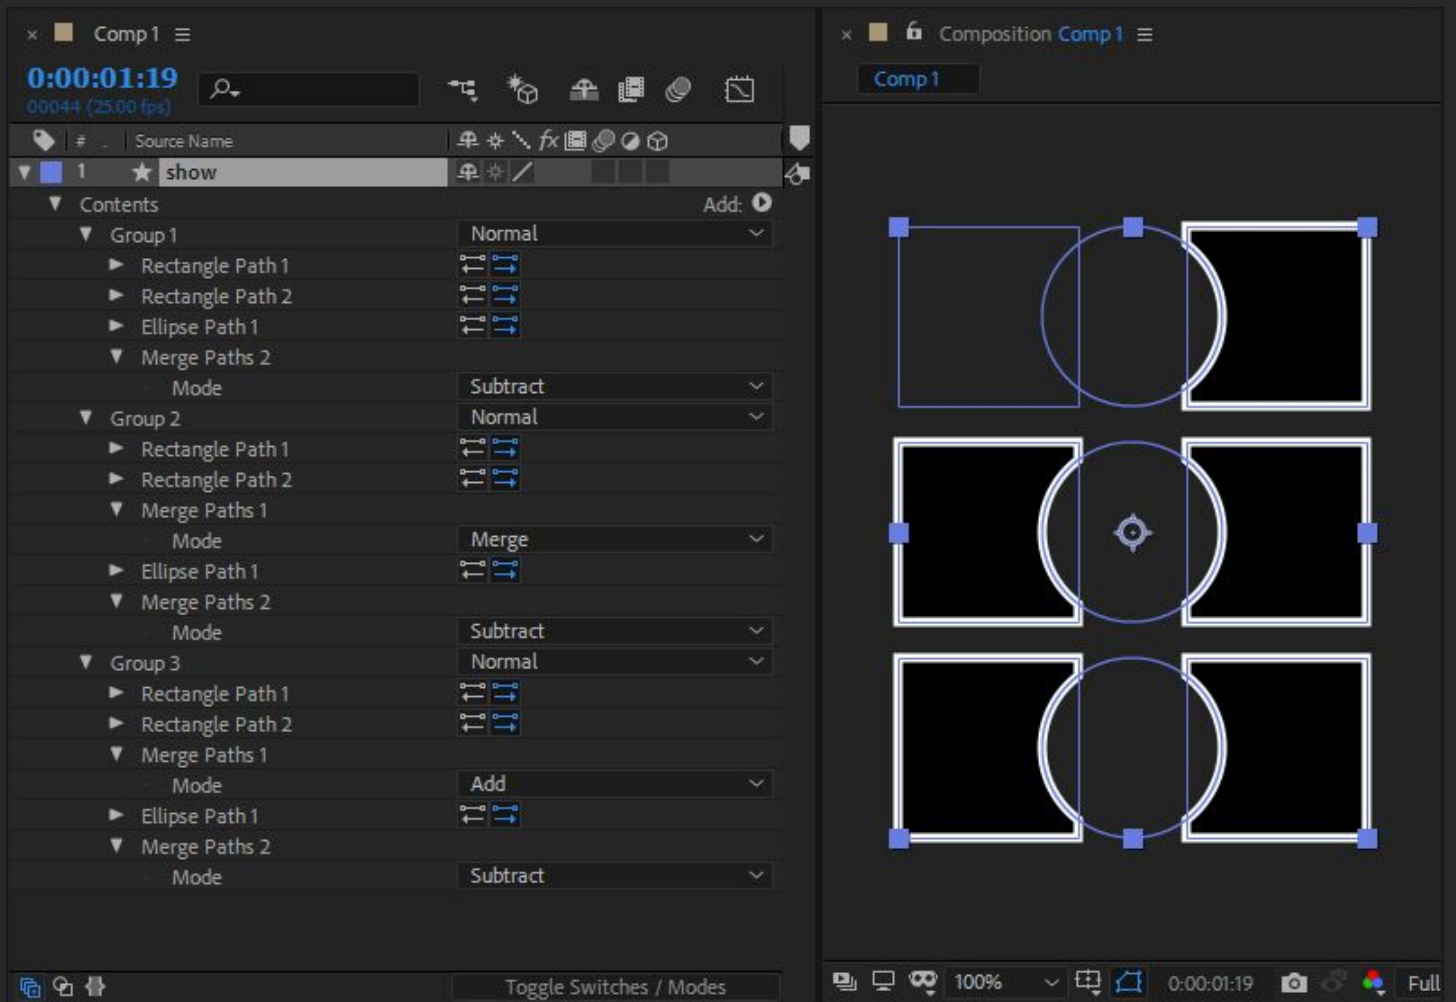 × Comp 1
0:00:01:19
00044 (25.00 fps)
# . Source Name fx
1 show
Contents Add:
Group 1 Normal
Rectangle Path 1
Rectangle Path 2
Ellipse Path 1
Merge Paths 2
Mode Subtract
Group 2 Normal
Rectangle Path 1
Rectangle Path 2
Merge Paths 1
Mode Merge
Ellipse Path 1
Merge Paths 2
Mode Subtract
Group 3 Normal
Rectangle Path 1
Rectangle Path 2
Merge Paths 1
Mode Add
Ellipse Path 1
Merge Paths 2
Mode Subtract
Toggle Switches / Modes
× Composition Comp 1
Comp 1
100% 0:00:01:19 Full